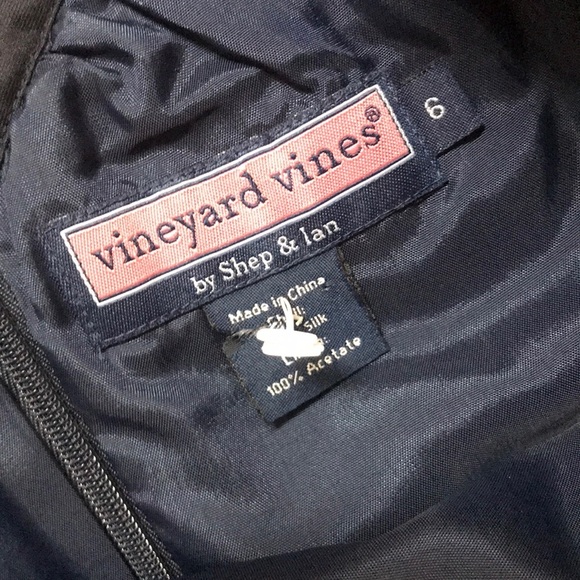 vineyard vines®
by Shep & Ian
6
Made in China
Silk
100% Acetate